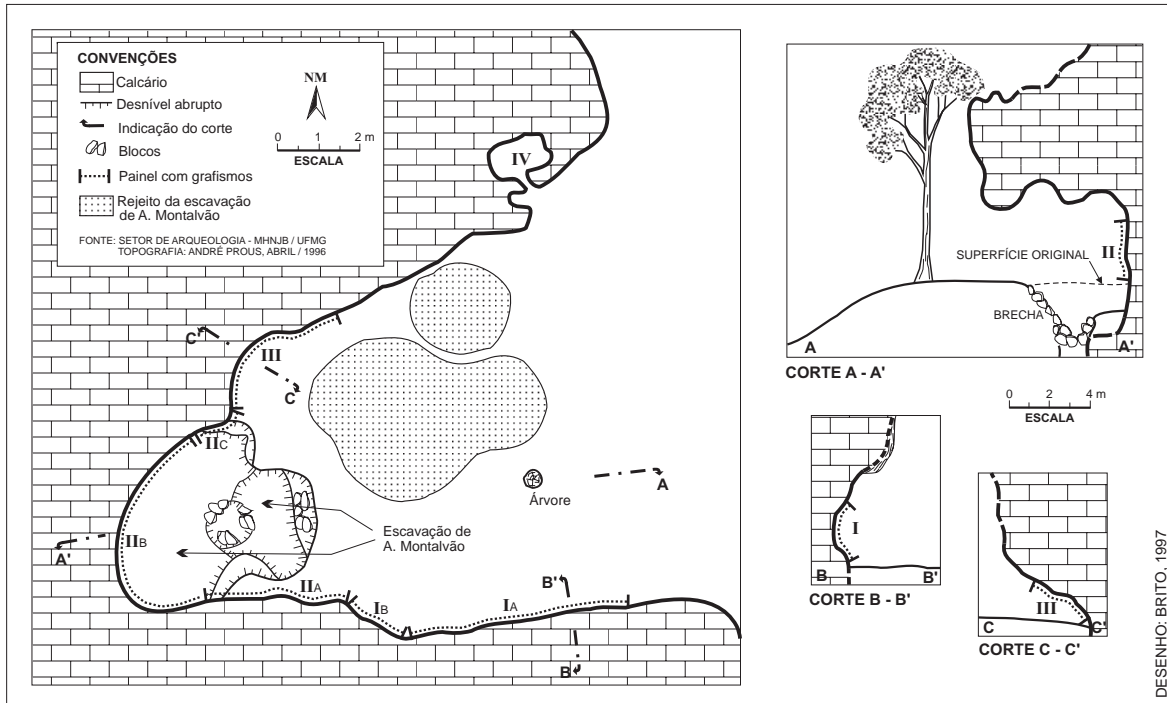 CONVENÇÕES
Calcário
Desnível abrupto
Indicação do corte
Blocos
Painel com grafismos
Rejeito da escavação
de A. Montalvão
NM
0 1 2 m
ESCALA
FONTE: SETOR DE ARQUEOLOGIA - MHNJB / UFMG
TOPOGRAFIA: ANDRÉ PROUS, ABRIL / 1996
IV
C'
III
C
IIC
A
Árvore
Escavação de
A. Montalvão
IIB
A'
IIA
B'
IB
IA
B
II
SUPERFÍCIE ORIGINAL
BRECHA
A
A'
CORTE A - A'
0 2 4 m
ESCALA
I
B
B'
CORTE B - B'
III
C
C'
CORTE C - C'
DESENHO: BRITO, 1997